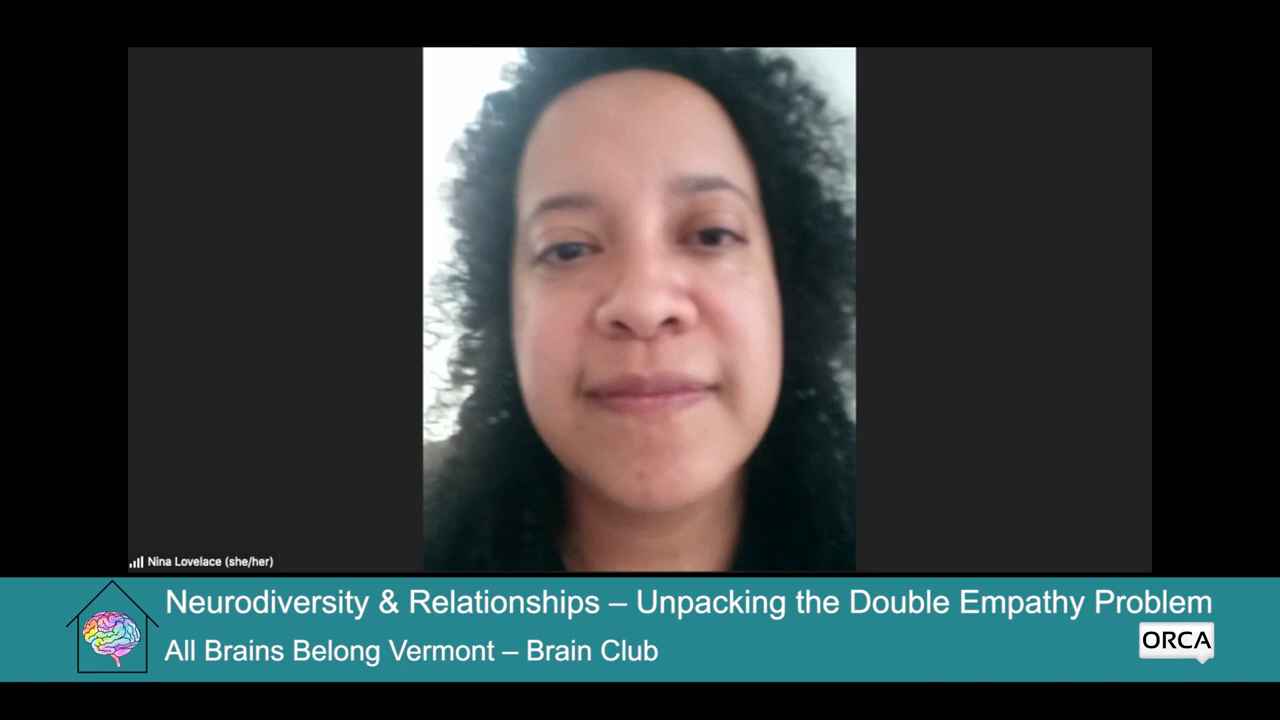 Nina Lovelace (she/her)
Neurodiversity & Relationships – Unpacking the Double Empathy Problem
All Brains Belong Vermont – Brain Club
ORCA